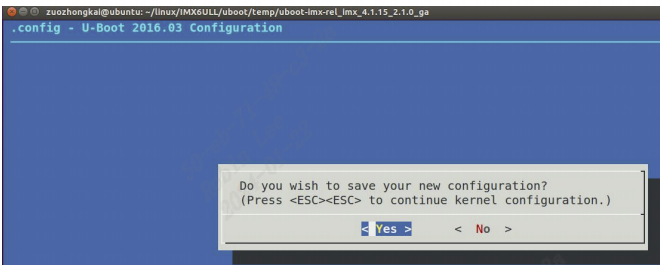 zuozhongkai@ubuntu: ~/linux/IMX6ULL/uboot/temp/uboot-imx-rel_imx_4.1.15_2.1.0_ga
.config - U-Boot 2016.03 Configuration
Do you wish to save your new configuration?
(Press <ESC><ESC> to continue kernel configuration.)
< Yes > < No >